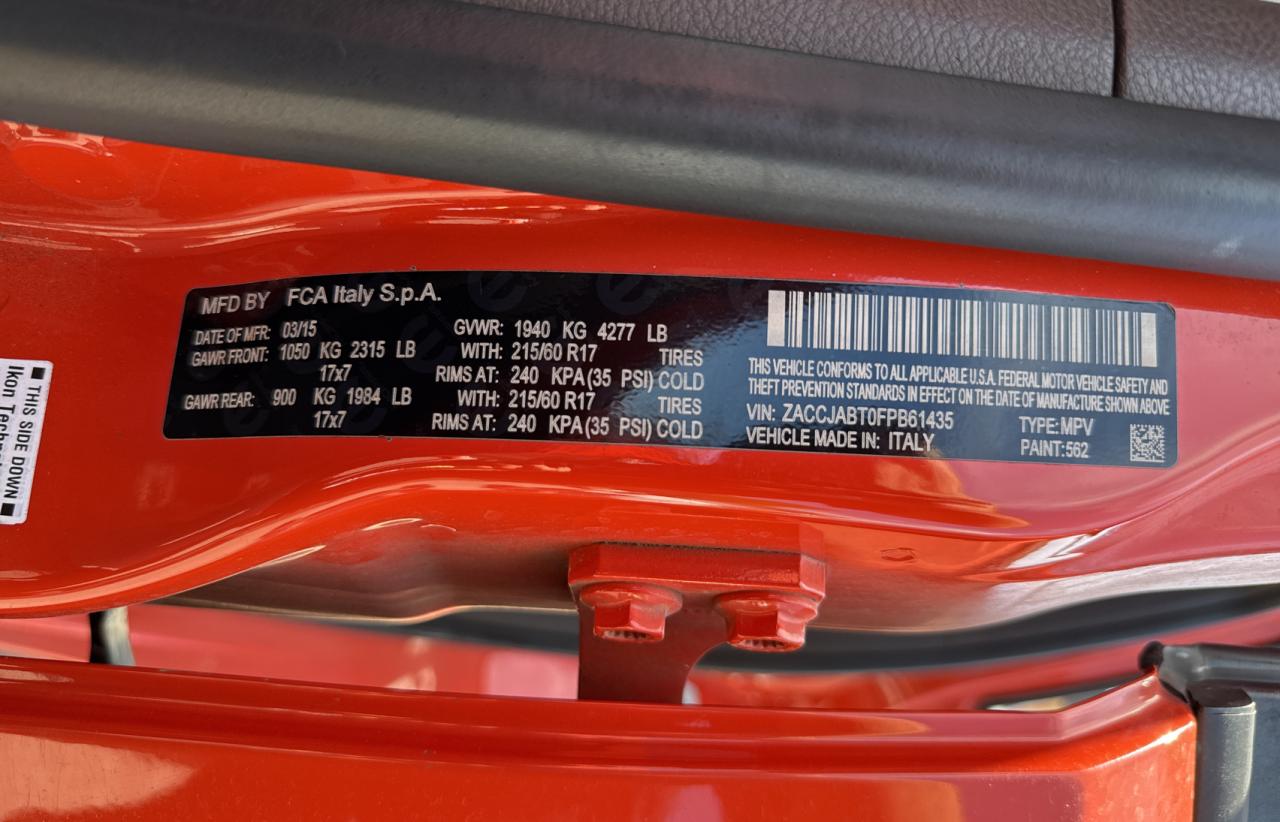 MFD BY FCA Italy S.p.A.
DATE OF MFR: 03/15 GVWR: 1940 KG 4277 LB
GAWR FRONT: 1050 KG 2315 LB WITH: 215/60 R17 TIRES
17x7 RIMS AT: 240 KPA(35 PSI) COLD
GAWR REAR: 900 KG 1984 LB WITH: 215/60 R17 TIRES
17x7 RIMS AT: 240 KPA(35 PSI) COLD
THIS VEHICLE CONFORMS TO ALL APPLICABLE U.S.A. FEDERAL MOTOR VEHICLE SAFETY AND
THEFT PREVENTION STANDARDS IN EFFECT ON THE DATE OF MANUFACTURE SHOWN ABOVE
VIN: ZACCJABT0FPB61435 TYPE: MPV
VEHICLE MADE IN: ITALY PAINT:562
THIS SIDE DOWN
Ikon